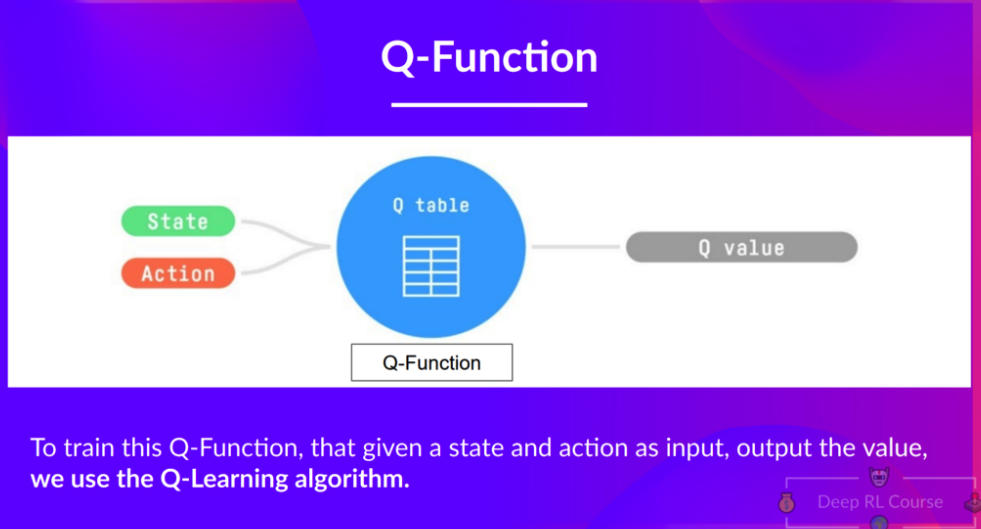 Q-Function
Q table
State
Action
Q value
Q-Function
To train this Q-Function, that given a state and action as input, output the value,
we use the Q-Learning algorithm.
Deep RL Course